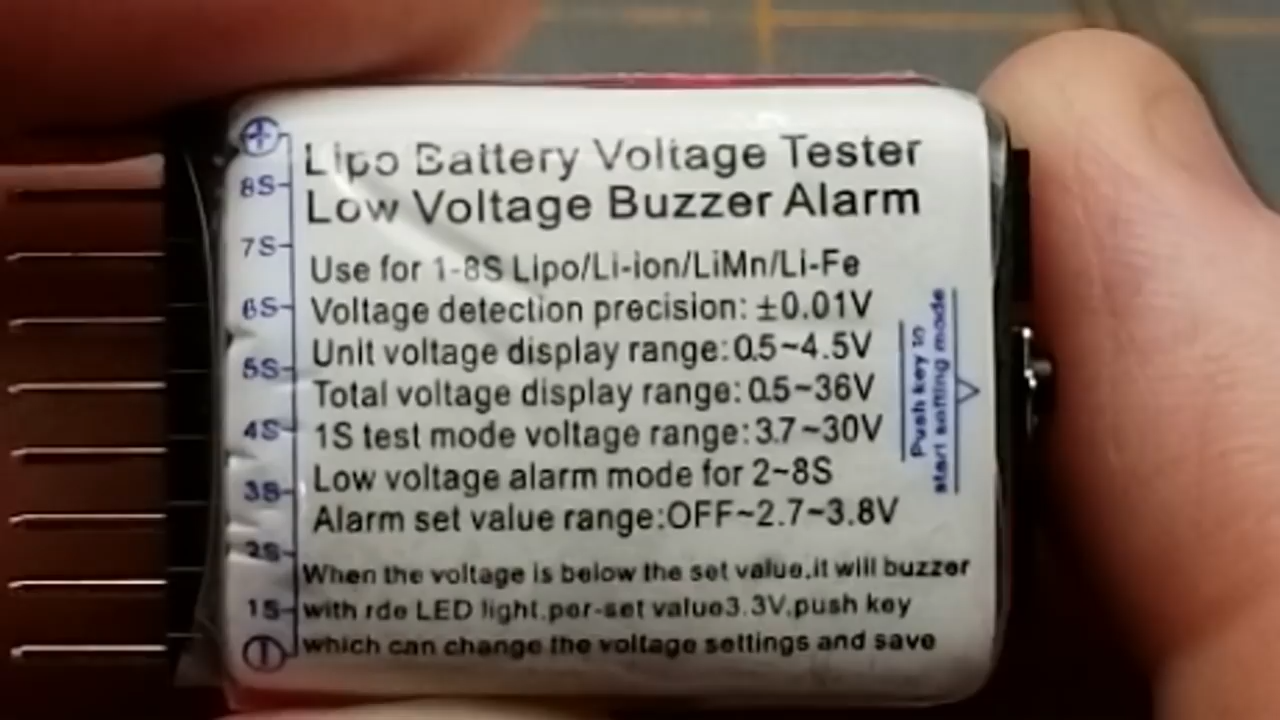 Lipo Battery Voltage Tester
Low Voltage Buzzer Alarm
Use for 1-8S Lipo/Li-ion/LiMn/Li-Fe
Voltage detection precision: ±0.01V
Unit voltage display range:0.5~4.5V
Total voltage display range:0.5~36V
1S test mode voltage range:3.7~30V
Low voltage alarm mode for 2~8S
Alarm set value range:OFF~2.7~3.8V
When the voltage is below the set value,it will buzzer
with rde LED light.per-set value3.3V.push key
which can change the voltage settings and save
8S
7S
6S
5S
4S
3S
2S
1S
Push key to
start setting mode